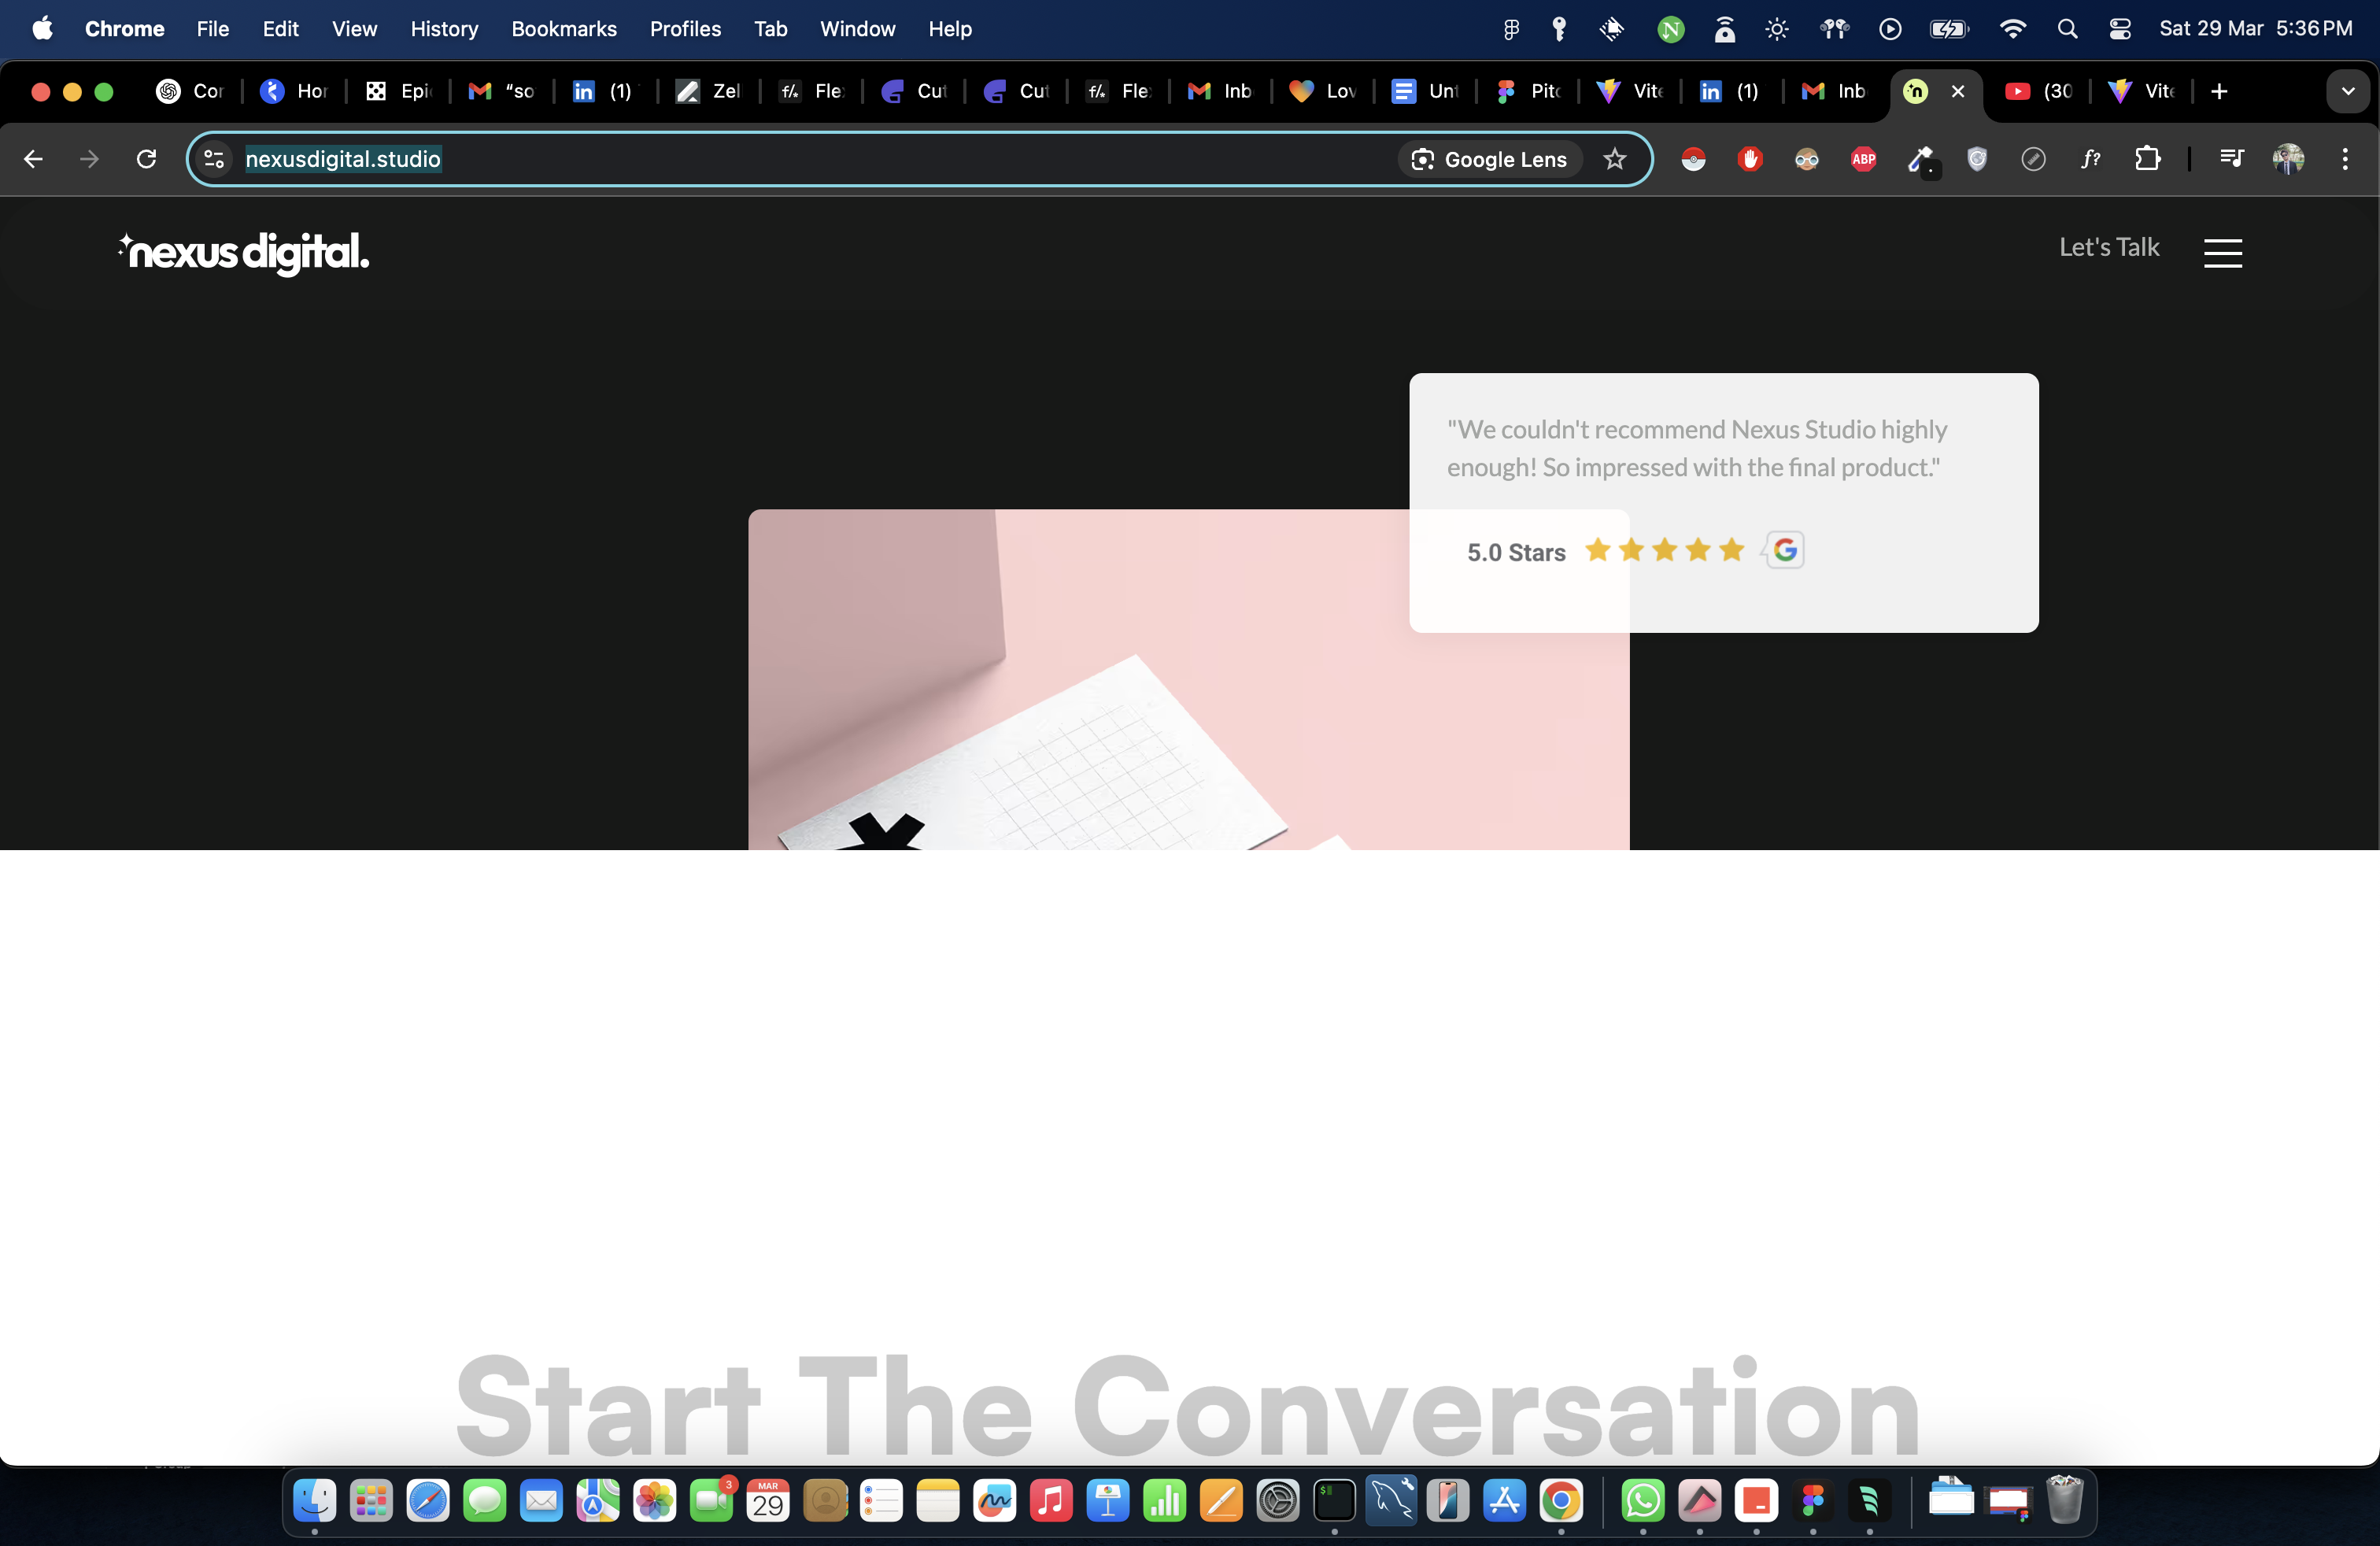 Chrome File Edit View History Bookmarks Profiles Tab Window Help Sat 29 Mar 5:36 PM
Cor Hor Epi "so (1) Zel Fle Cut Cut Fle Inb Lov Unt Pito Vite (1) Inb (30 Vite
nexusdigital.studio Google Lens ABP f?
nexus digital. Let's Talk
"We couldn't recommend Nexus Studio highly
enough! So impressed with the final product."
5.0 Stars G
Start The Conversation
3
MAR
29